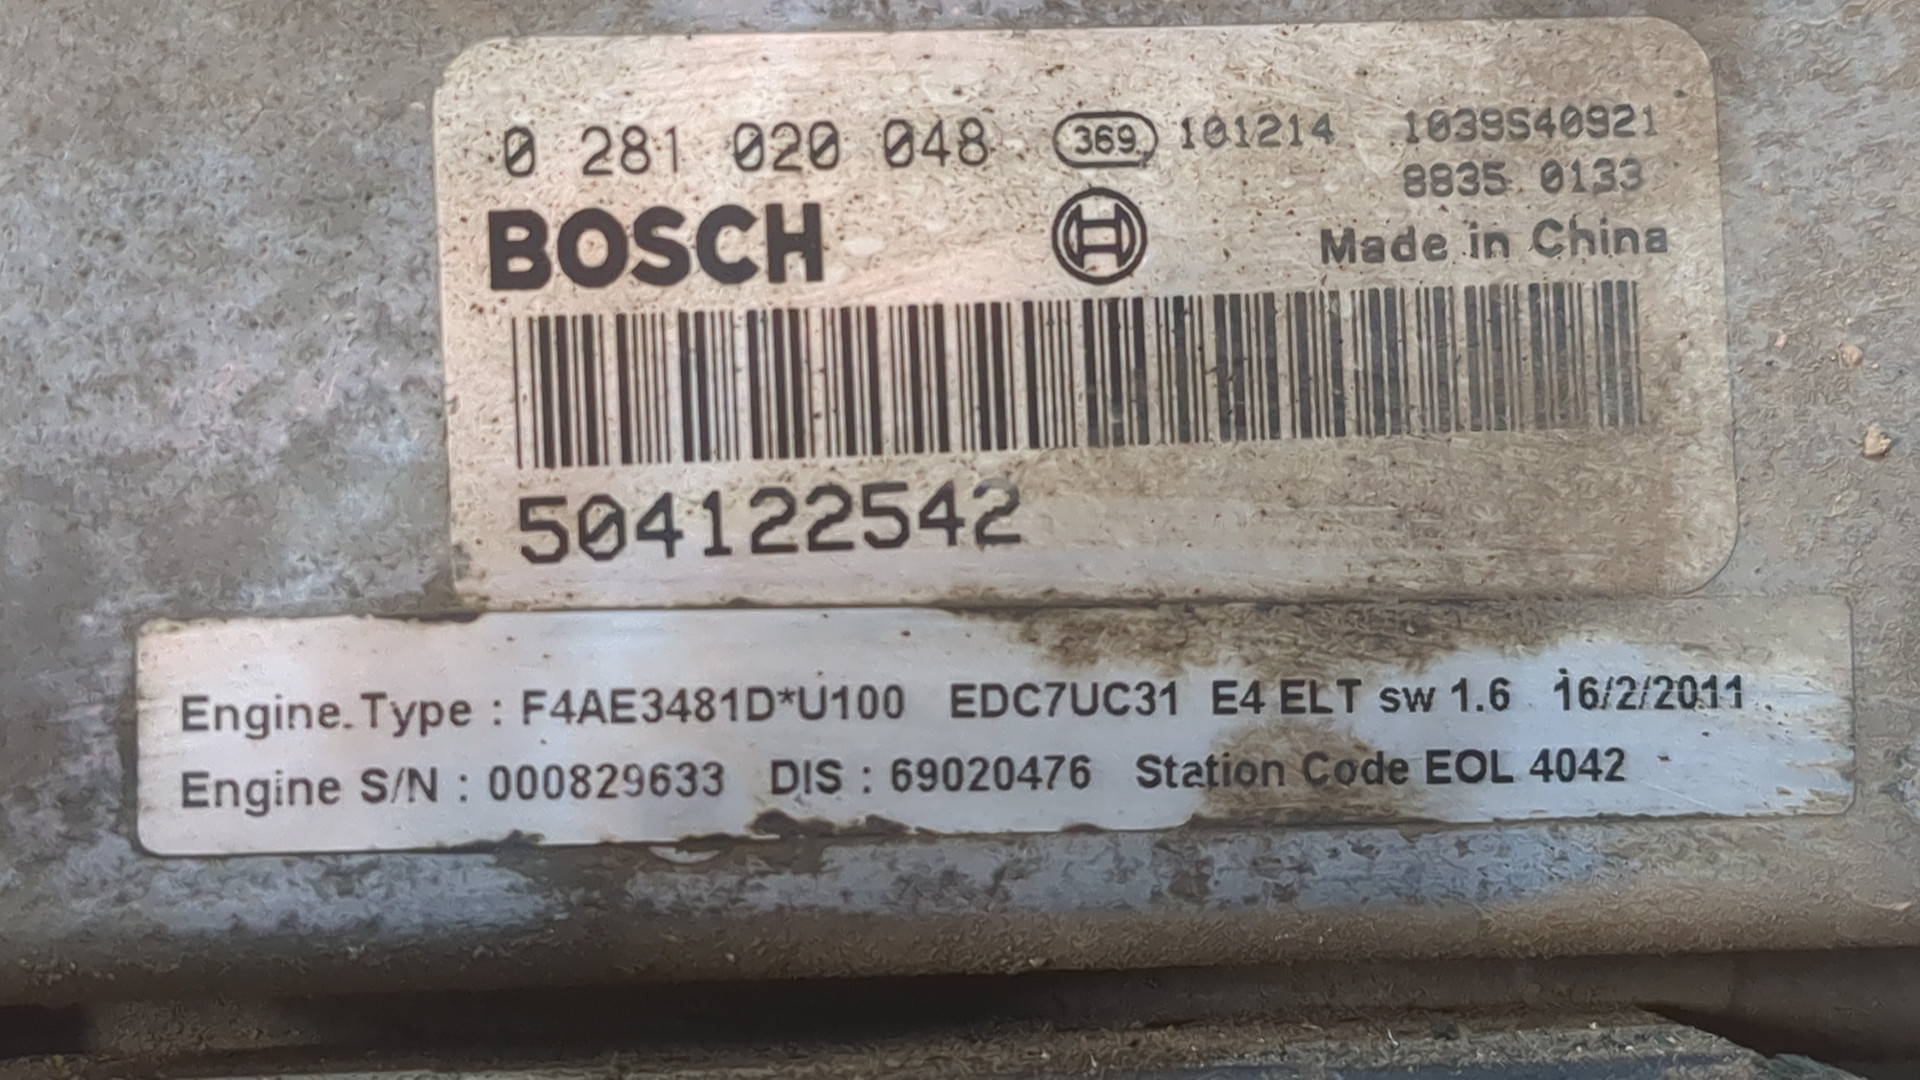 0 281 020 048 369 101214 1039S40921
8835 0133
BOSCH
Made in China
504122542
Engine Type : F4AE3481D*U100 EDC7UC31 E4 ELT sw 1.6 16/2/2011
Engine S/N : 000829633 DIS : 69020476 Station Code EOL 4042